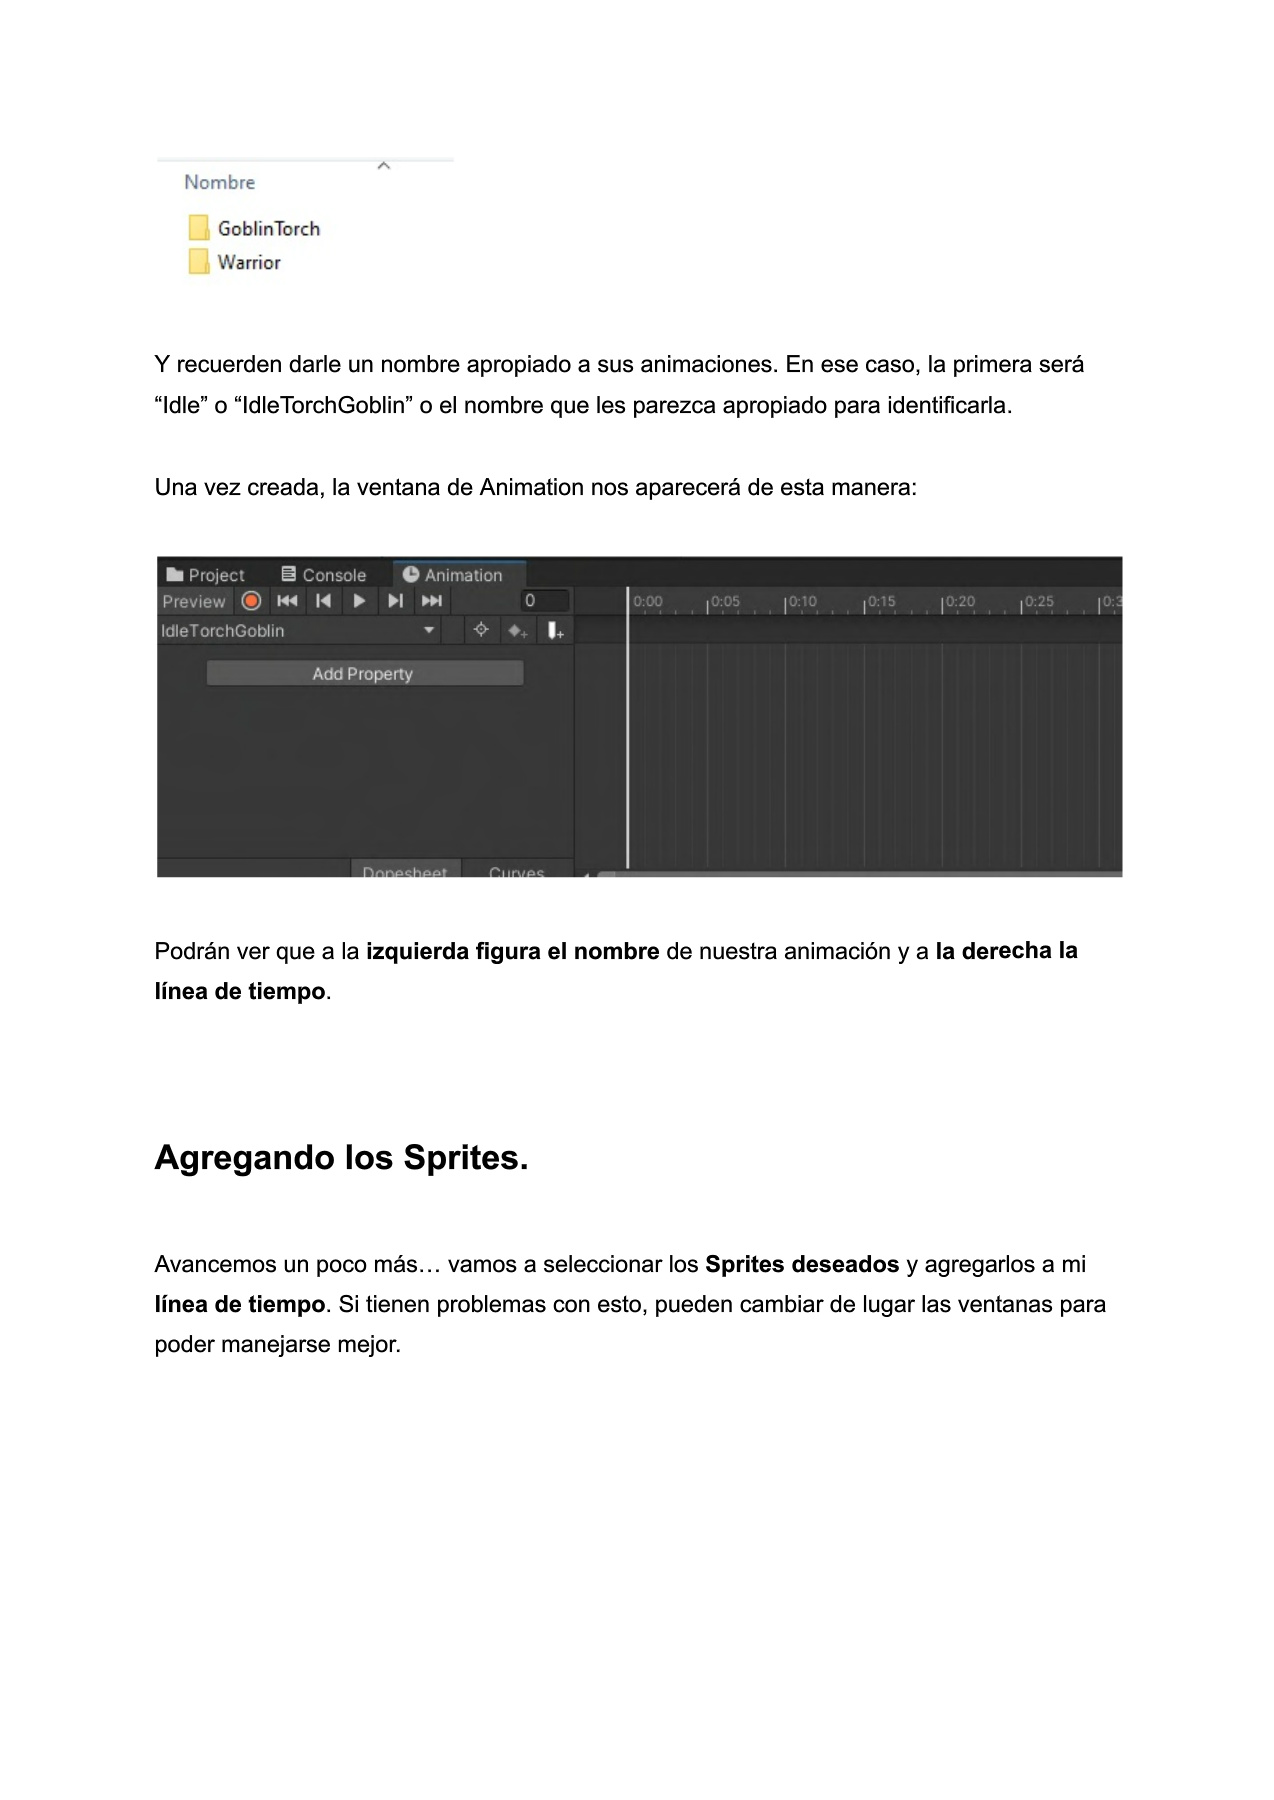 Nombre
GoblinTorch
Warrior
Y recuerden darle un nombre apropiado a sus animaciones. En ese caso, la primera será
“Idle” o “IdleTorchGoblin” o el nombre que les parezca apropiado para identificarla.
Una vez creada, la ventana de Animation nos aparecerá de esta manera:
Project Console Animation
Preview 0 0:00 0:05 0:10 0:15 0:20 0:25 0:3
IdleTorchGoblin
Add Property
Dopesheet Curves
Podrán ver que a la izquierda figura el nombre de nuestra animación y a la derecha la
línea de tiempo.
Agregando los Sprites.
Avancemos un poco más… vamos a seleccionar los Sprites deseados y agregarlos a mi
línea de tiempo. Si tienen problemas con esto, pueden cambiar de lugar las ventanas para
poder manejarse mejor.